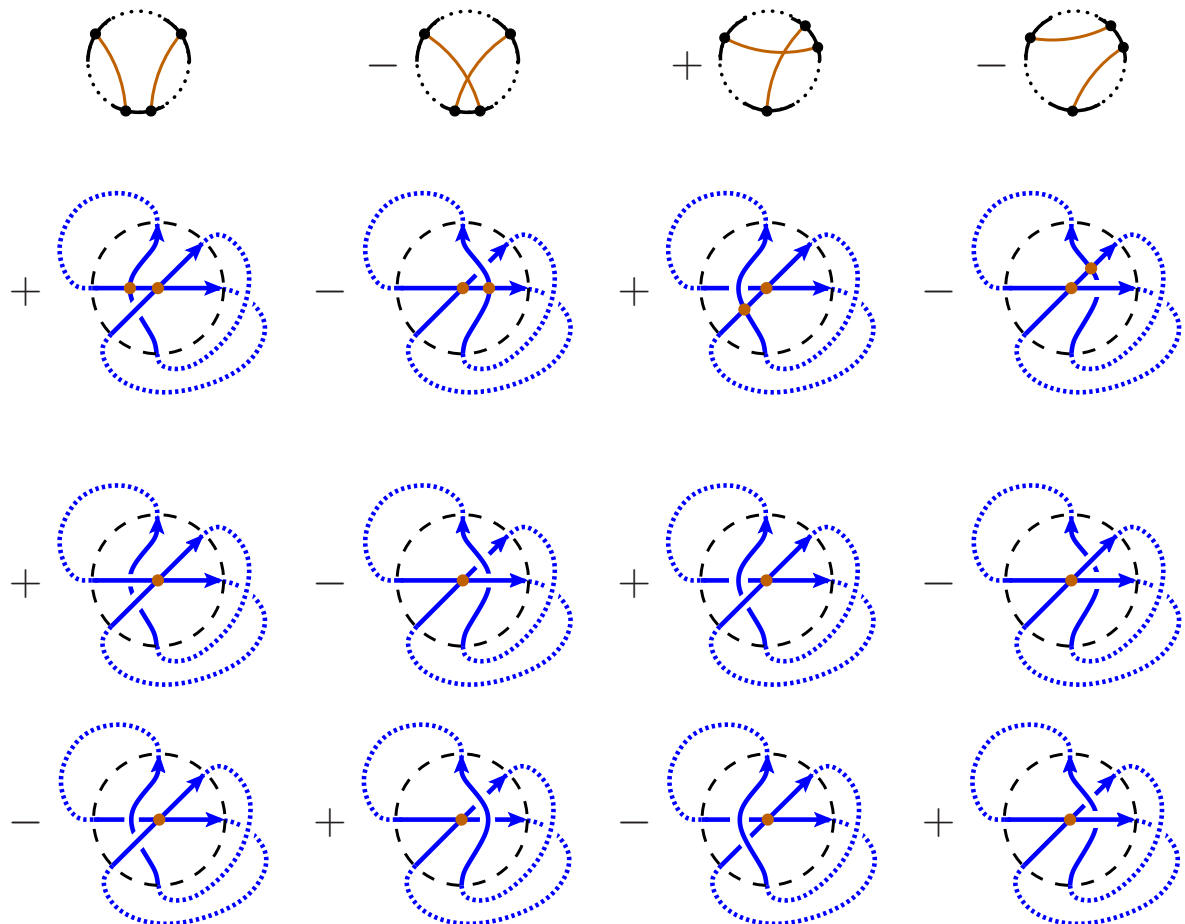 − + −
+ − + −
+ − + −
− + − +